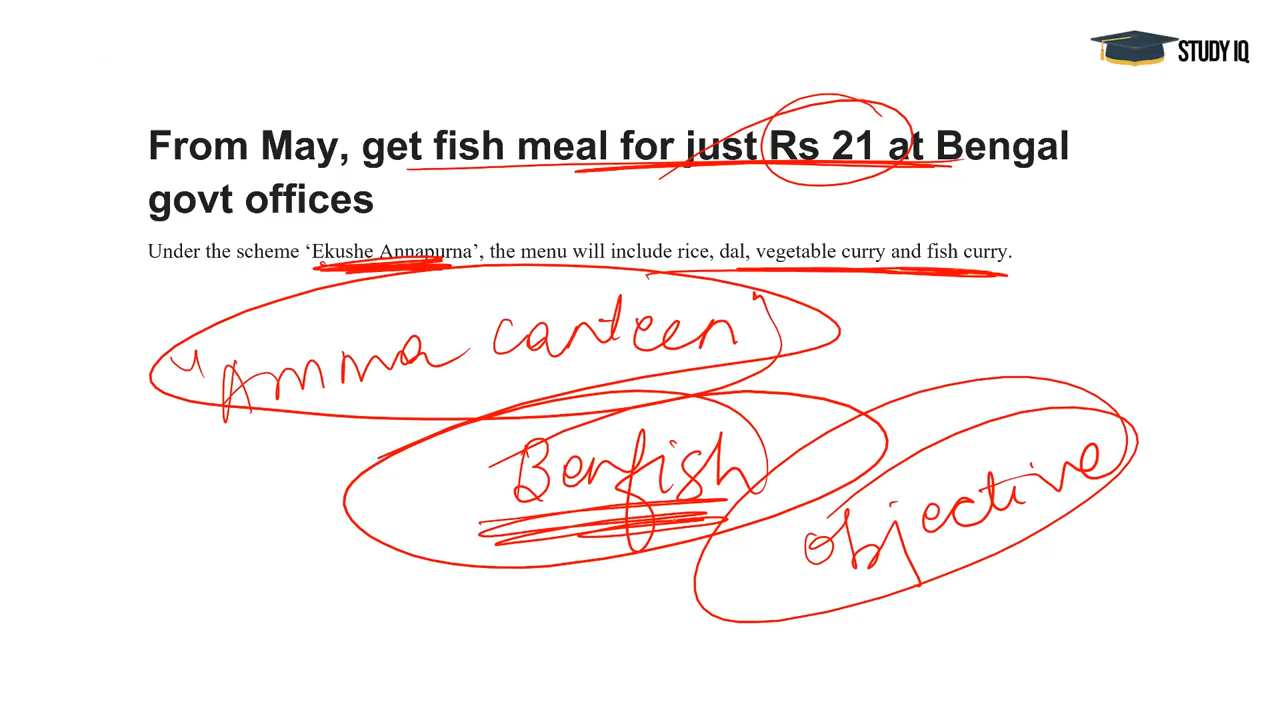 STUDY IQ
From May, get fish meal for just Rs 21 at Bengal
govt offices
Under the scheme ‘Ekushe Annapurna’, the menu will include rice, dal, vegetable curry and fish curry.
"Amma canteen"
Benfish
objective